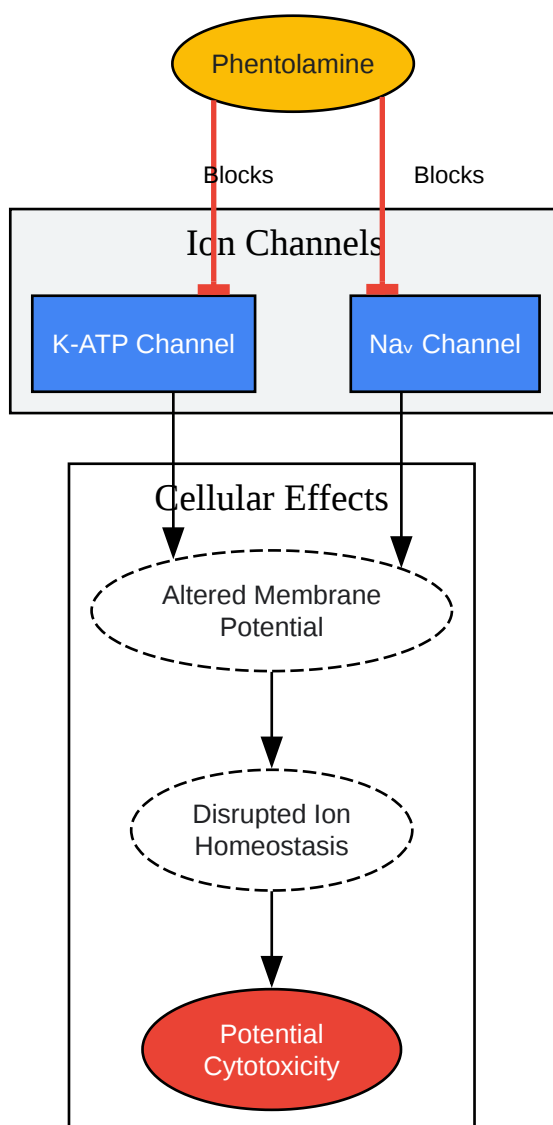 Phentolamine
Blocks
Blocks
Ion Channels
K-ATP Channel
Naᵥ Channel
Cellular Effects
Altered Membrane
Potential
Disrupted Ion
Homeostasis
Potential
Cytotoxicity